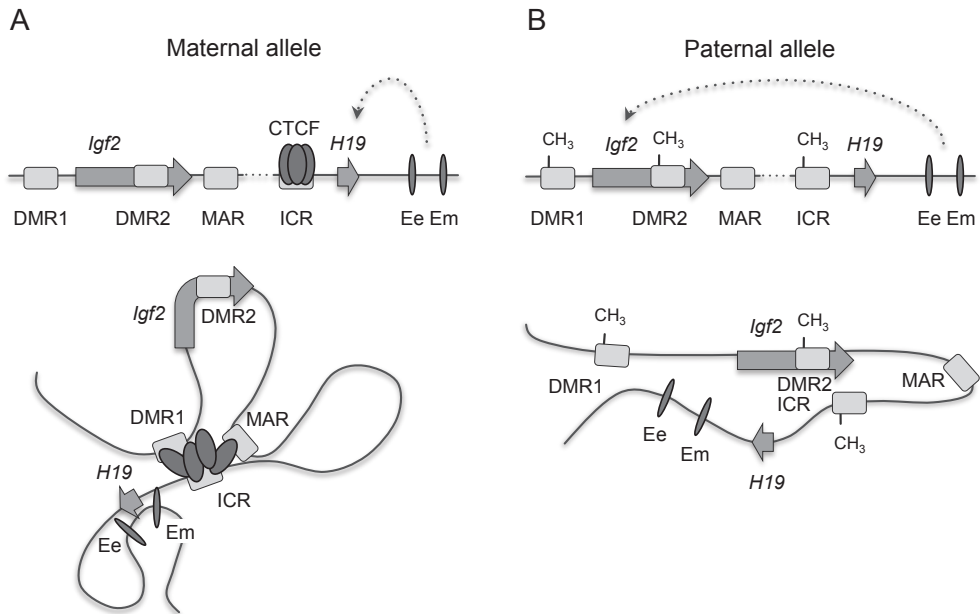 A
Maternal allele
Igf2
CTCF
H19
DMR1
DMR2
MAR
ICR
Ee Em
Igf2
DMR2
DMR1
MAR
H19
ICR
Ee
Em
B
Paternal allele
CH3
Igf2
CH3
CH3
H19
DMR1
DMR2
MAR
ICR
Ee Em
CH3
Igf2
CH3
DMR1
DMR2
MAR
ICR
Ee
Em
CH3
H19